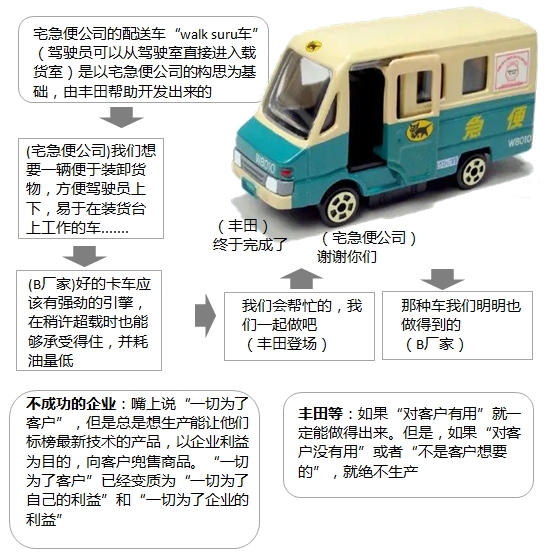 宅急便公司的配送车“walk suru车”
（驾驶员可以从驾驶室直接进入载
货室）是以宅急便公司的构思为基
础，由丰田帮助开发出来的
(宅急便公司)我们想
要一辆便于装卸货
物，方便驾驶员上
下，易于在装货台
上工作的车.......
(B厂家)好的卡车应
该有强劲的引擎，
在稍许超载时也能
够承受得住，并耗
油量低
我们会帮忙的，我
们一起做吧
（丰田登场）
（丰田）
终于完成了
（宅急便公司）
谢谢你们
那种车我们明明也
做得到的
（B厂家）
急便
W8010
W8010
不成功的企业：嘴上说“一切为了
客户”，但是总是想生产能让他们
标榜最新技术的产品，以企业利益
为目的，向客户兜售商品。“一切
为了客户”已经变质为“一切为了
自己的利益”和“一切为了企业的
利益”
丰田等：如果“对客户有用”就一
定能做得出来。但是，如果“对客
户没有用”或者“不是客户想要
的”，就绝不生产